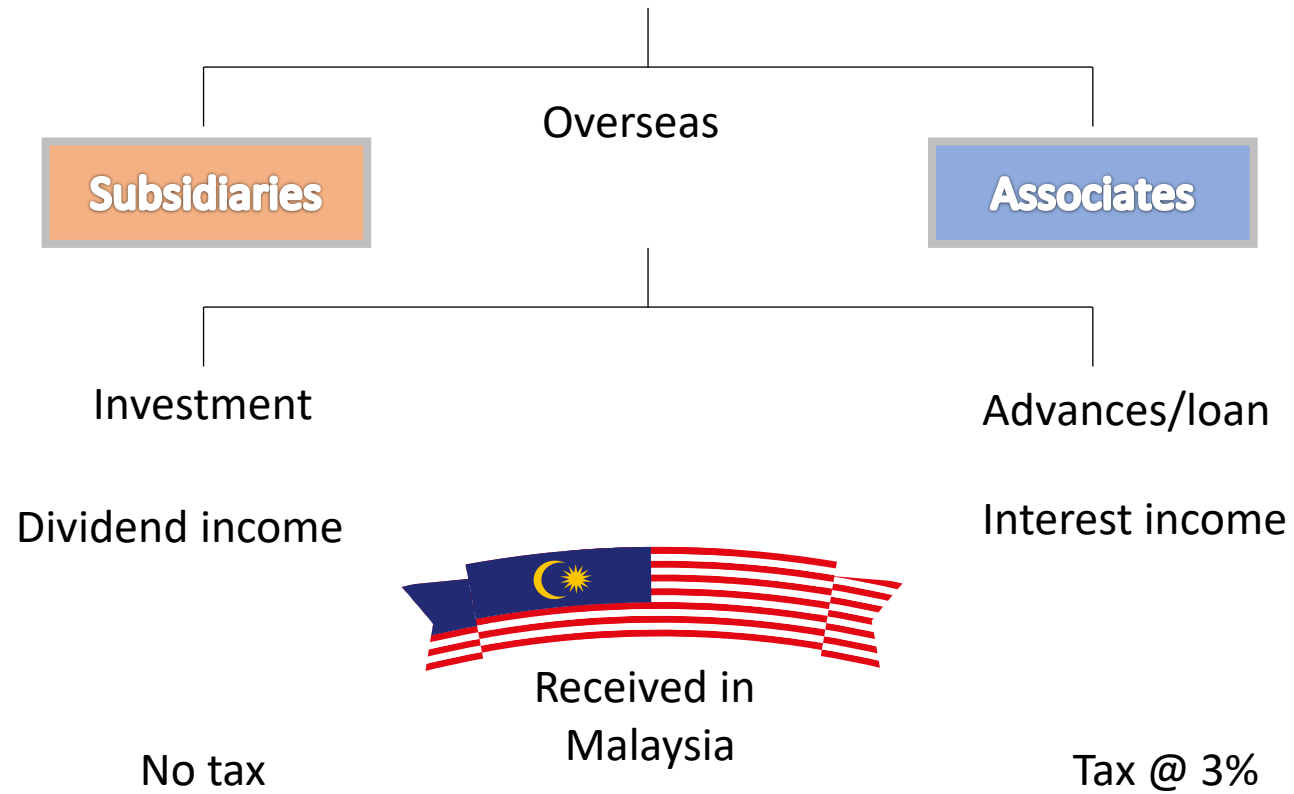 Overseas
Subsidiaries
Associates
Investment
Advances/loan
Dividend income
Interest income
Received in
Malaysia
No tax
Tax @ 3%